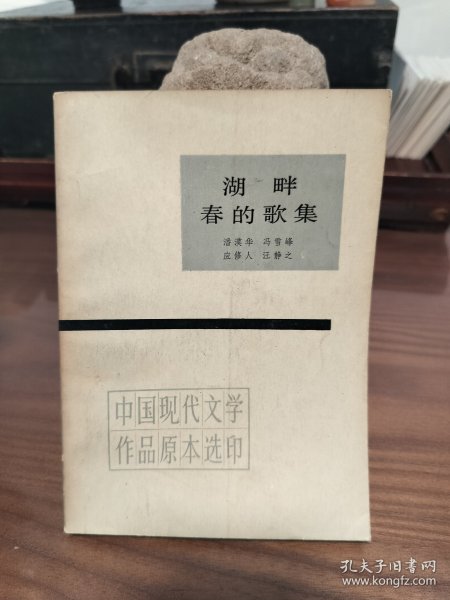 湖畔
春的歌集
潘漠华 冯雪峰
应修人 汪静之
中国现代文学
作品原本选印
孔夫子旧书网
www.kongfz.com